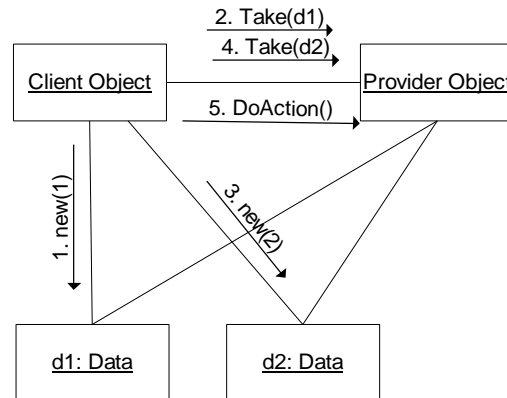 2. Take(d1)
4. Take(d2)
Client Object
Provider Object
5. DoAction()
1. new(1)
3. new(2)
d1: Data
d2: Data